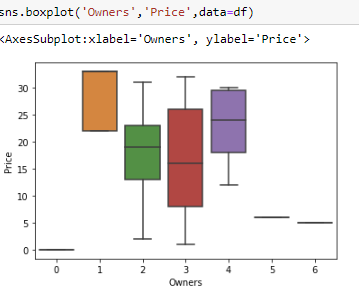 sns.boxplot('Owners','Price',data=df)
<AxesSubplot:xlabel='Owners', ylabel='Price'>
30
25
20
15
10
5
0
Price
0 1 2 3 4 5 6
Owners